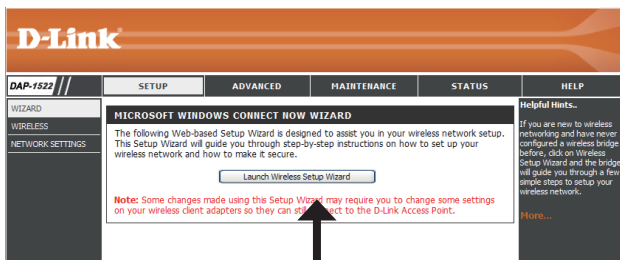 D-Link
DAP-1522 // SETUP ADVANCED MAINTENANCE STATUS HELP
WIZARD
WIRELESS
NETWORK SETTINGS
MICROSOFT WINDOWS CONNECT NOW WIZARD
The following Web-based Setup Wizard is designed to assist you in your wireless network setup.
This Setup Wizard will guide you through step-by-step instructions on how to set up your
wireless network and how to make it secure.
Launch Wireless Setup Wizard
Note: Some changes made using this Setup Wizard may require you to change some settings
on your wireless client adapters so they can still connect to the D-Link Access Point.
Helpful Hints..
If you are new to wireless
networking and have never
configured a wireless bridge
before, click on Wireless
Setup Wizard and the bridge
will guide you through a few
simple steps to setup your
wireless network.
More...